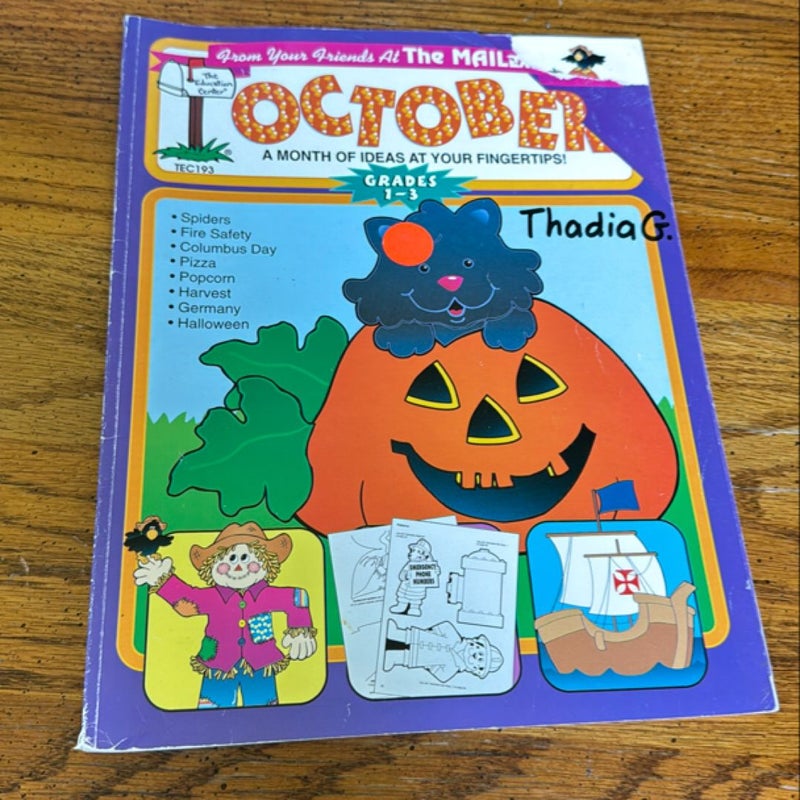 From Your Friends At The MAIL
The
Education
Center®
OCTOBER
TEC193
A MONTH OF IDEAS AT YOUR FINGERTIPS!
GRADES
1–3
Thadia G.
• Spiders
• Fire Safety
• Columbus Day
• Pizza
• Popcorn
• Harvest
• Germany
• Halloween
EMERGENCY
PHONE
NUMBERS